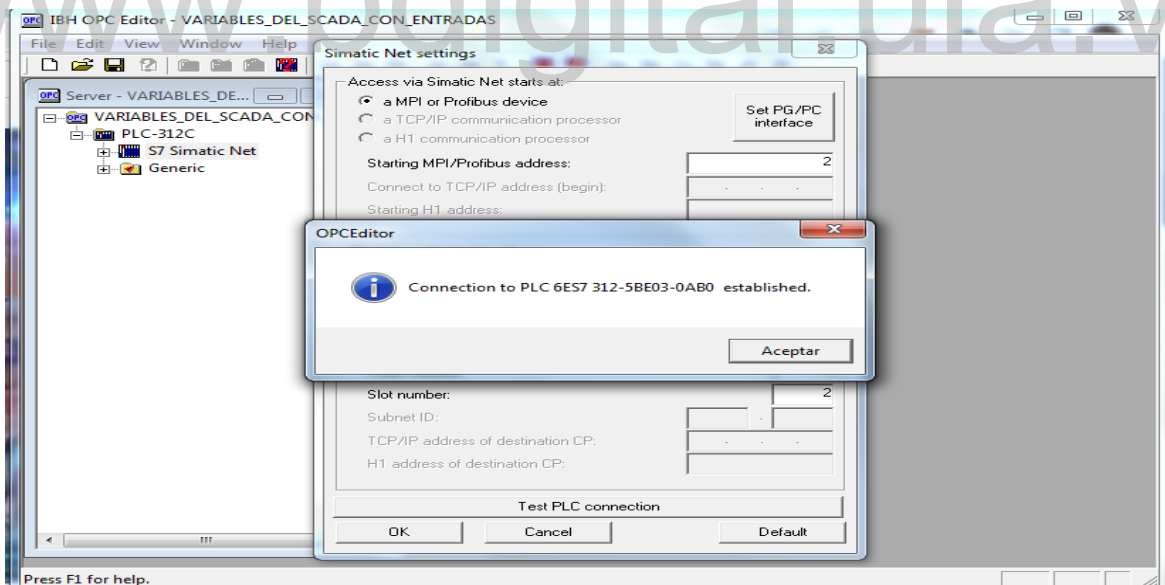 www.pdigital.dia.v
IBH OPC Editor - VARIABLES_DEL_SCADA_CON_ENTRADAS
File Edit View Window Help
Server - VARIABLES_DE...
VARIABLES_DEL_SCADA_CON
PLC-312C
S7 Simatic Net
Generic
Simatic Net settings
Access via Simatic Net starts at:
a MPI or Profibus device
a TCP/IP communication processor
a H1 communication processor
Set PG/PC
interface
Starting MPI/Profibus address: 2
Connect to TCP/IP address (begin):
Starting H1 address:
OPCEditor
Connection to PLC 6ES7 312-5BE03-0AB0 established.
Aceptar
Slot number: 2
Subnet ID: -
TCP/IP address of destination CP:
H1 address of destination CP:
Test PLC connection
OK Cancel Default
Press F1 for help.